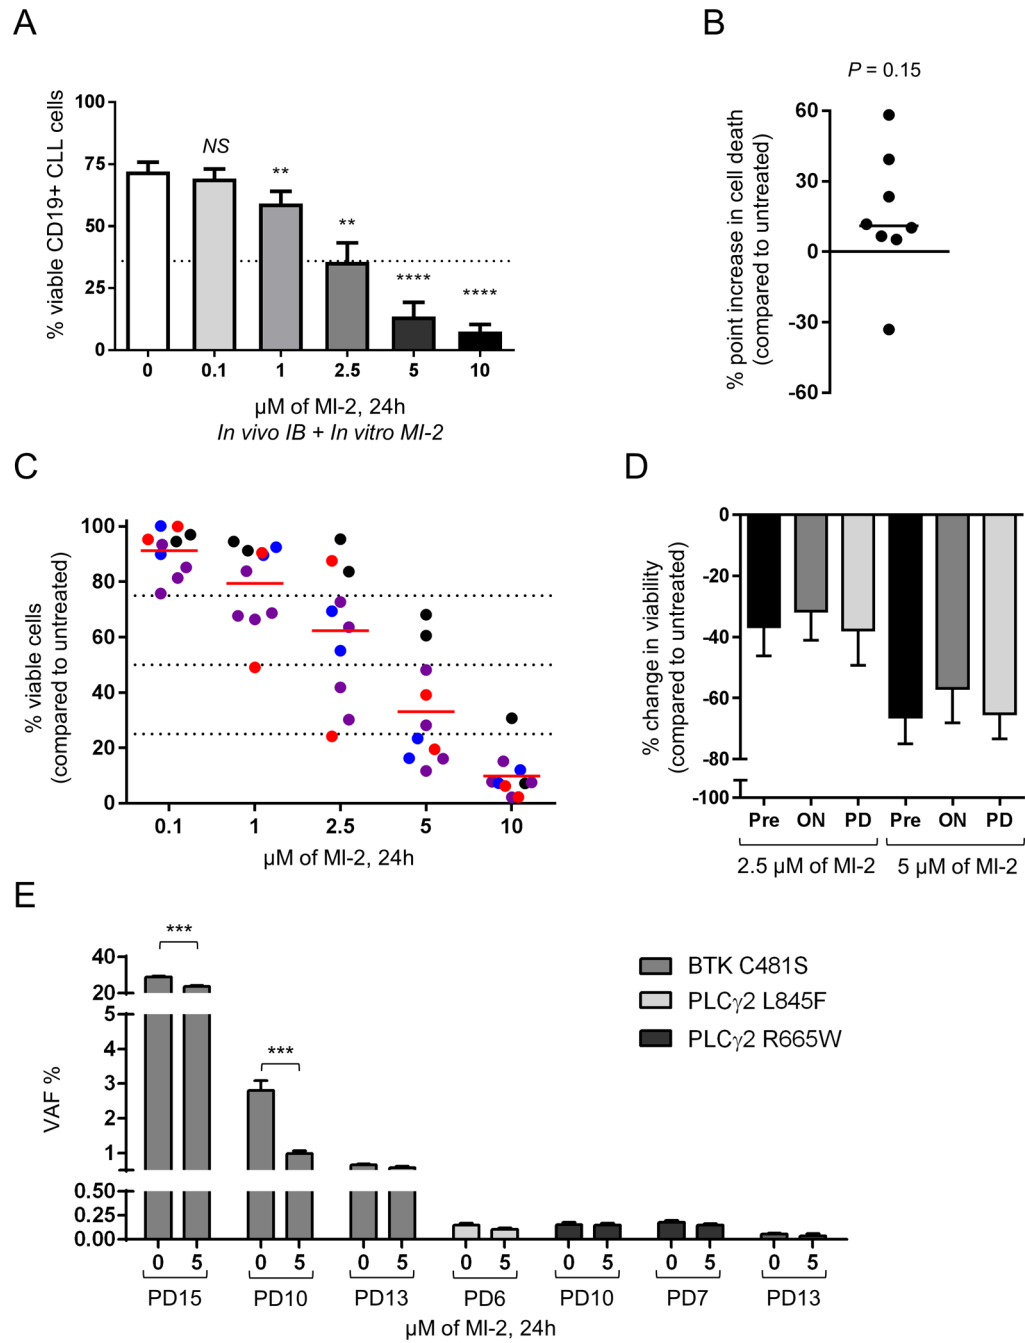 A
% viable CD19+ CLL cells
100
75
50
25
0
NS
**
**
****
****
0 0.1 1 2.5 5 10
µM of MI-2, 24h
In vivo IB + In vitro MI-2
B
P = 0.15
% point increase in cell death
(compared to untreated)
60
30
0
-30
-60
C
% viable cells
(compared to untreated)
100
80
60
40
20
0
0.1 1 2.5 5 10
µM of MI-2, 24h
D
% change in viability
(compared to untreated)
0
-20
-40
-60
-80
-100
Pre ON PD Pre ON PD
2.5 µM of MI-2 5 µM of MI-2
E
VAF %
40
20
5
4
3
2
1
0.50
0.25
0.00
***
***
BTK C481S
PLCγ2 L845F
PLCγ2 R665W
0 5 0 5 0 5 0 5 0 5 0 5 0 5
PD15 PD10 PD13 PD6 PD10 PD7 PD13
µM of MI-2, 24h